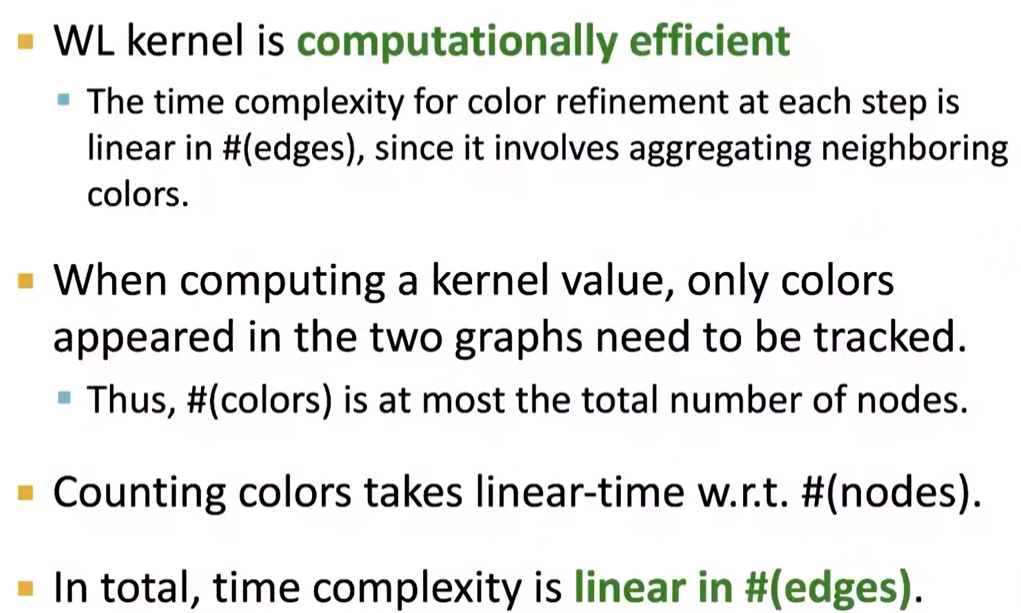 WL kernel is computationally efficient
The time complexity for color refinement at each step is
linear in #(edges), since it involves aggregating neighboring
colors.
When computing a kernel value, only colors
appeared in the two graphs need to be tracked.
Thus, #(colors) is at most the total number of nodes.
Counting colors takes linear-time w.r.t. #(nodes).
In total, time complexity is linear in #(edges).